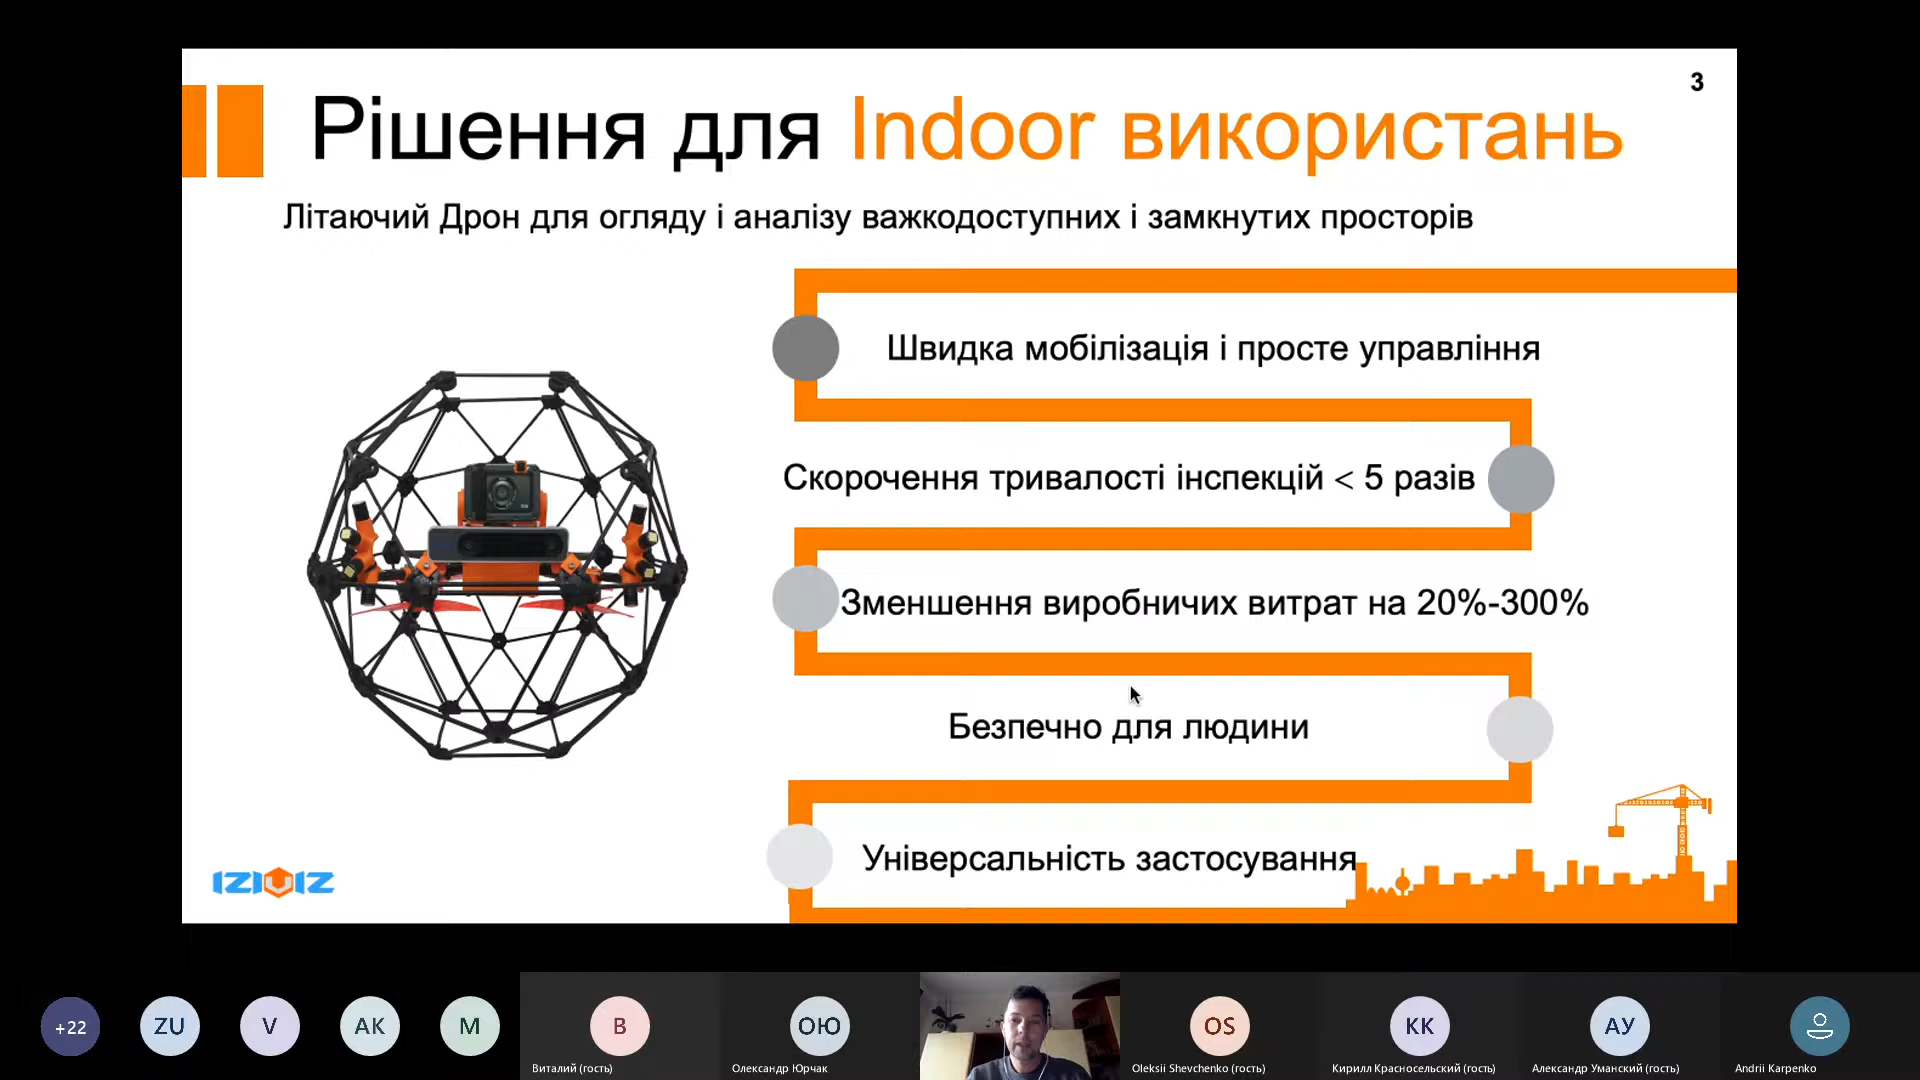 3
Рішення для Indoor використань
Літаючий Дрон для огляду і аналізу важкодоступних і замкнутих просторів
Швидка мобілізація і просте управління
Скорочення тривалості інспекцій < 5 разів
Зменшення виробничих витрат на 20%-300%
Безпечно для людини
Універсальність застосування
IZIVIZ
+22
ZU
V
AK
M
В
ОЮ
OS
КК
АУ
Виталий (гость)
Олександр Юрчак
Oleksii Shevchenko (гость)
Кирилл Красносельский (гость)
Александр Уманский (гость)
Andrii Karpenko